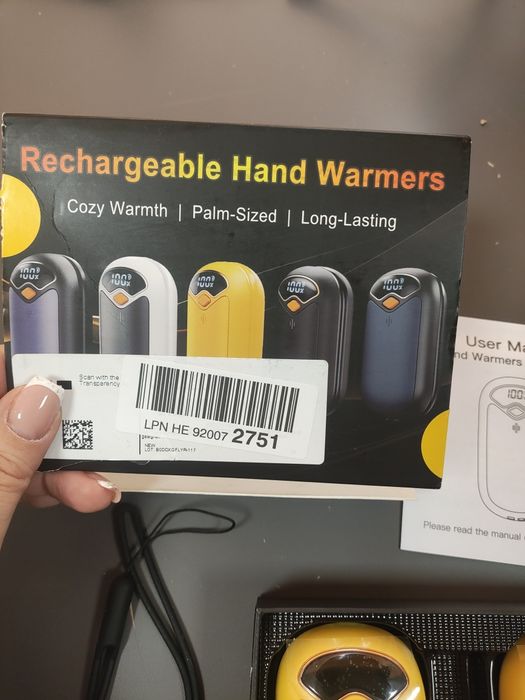 Rechargeable Hand Warmers
Cozy Warmth | Palm-Sized | Long-Lasting
100%
100%
100%
100%
100%
Scan with the
Transparency
LPN HE 92007 2751
NEW
User Ma
nd Warmers
100
Please read the manual